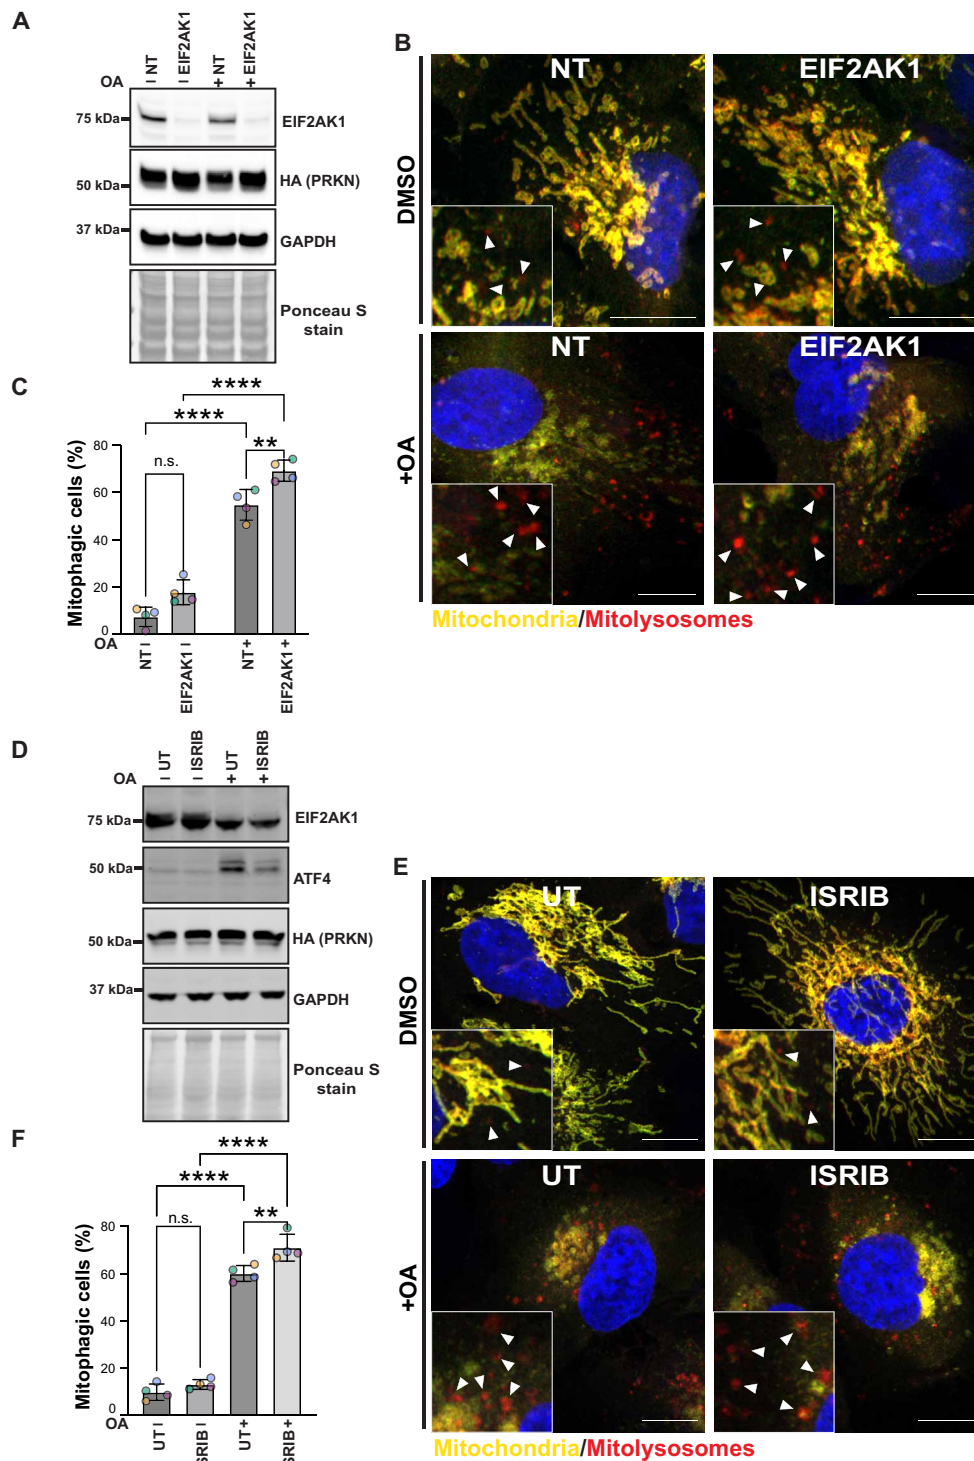 A
OA
– NT
– EIF2AK1
+ NT
+ EIF2AK1
75 kDa
EIF2AK1
50 kDa
HA (PRKN)
37 kDa
GAPDH
Ponceau S
stain
B
NT
EIF2AK1
DMSO
NT
EIF2AK1
+OA
Mitochondria/Mitolysosomes
C
****
****
**
n.s.
Mitophagic cells (%)
80
60
40
20
0
OA
NT –
EIF2AK1 –
NT +
EIF2AK1 +
D
OA
– UT
– ISRIB
+ UT
+ ISRIB
75 kDa
EIF2AK1
50 kDa
ATF4
50 kDa
HA (PRKN)
37 kDa
GAPDH
Ponceau S
stain
E
UT
ISRIB
DMSO
UT
ISRIB
+OA
Mitochondria/Mitolysosomes
F
****
****
**
n.s.
Mitophagic cells (%)
80
60
40
20
0
OA
UT –
SRIB –
UT +
SRIB +